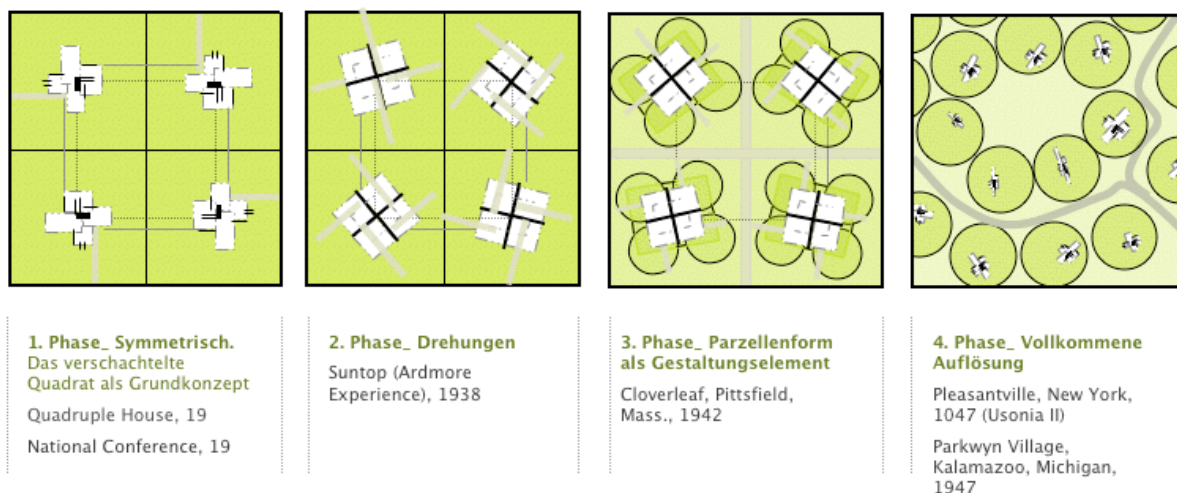 1. Phase_ Symmetrisch.
Das verschachtelte
Quadrat als Grundkonzept
Quadruple House, 19
National Conference, 19
2. Phase_ Drehungen
Suntop (Ardmore
Experience), 1938
3. Phase_ Parzellenform
als Gestaltungselement
Cloverleaf, Pittsfield,
Mass., 1942
4. Phase_ Vollkommene
Auflösung
Pleasantville, New York,
1047 (Usonia II)
Parkwyn Village,
Kalamazoo, Michigan,
1947